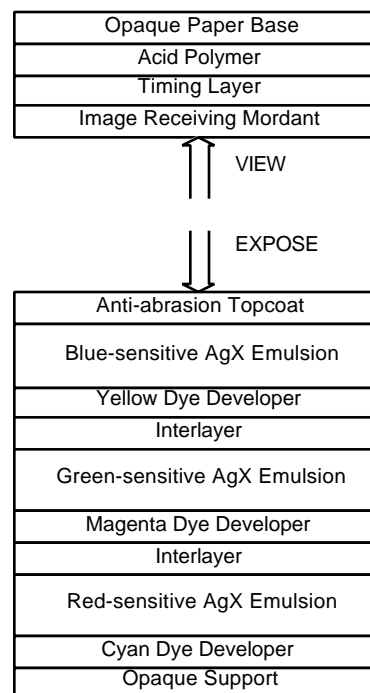 Opaque Paper Base
Acid Polymer
Timing Layer
Image Receiving Mordant
VIEW
EXPOSE
Anti-abrasion Topcoat
Blue-sensitive AgX Emulsion
Yellow Dye Developer
Interlayer
Green-sensitive AgX Emulsion
Magenta Dye Developer
Interlayer
Red-sensitive AgX Emulsion
Cyan Dye Developer
Opaque Support